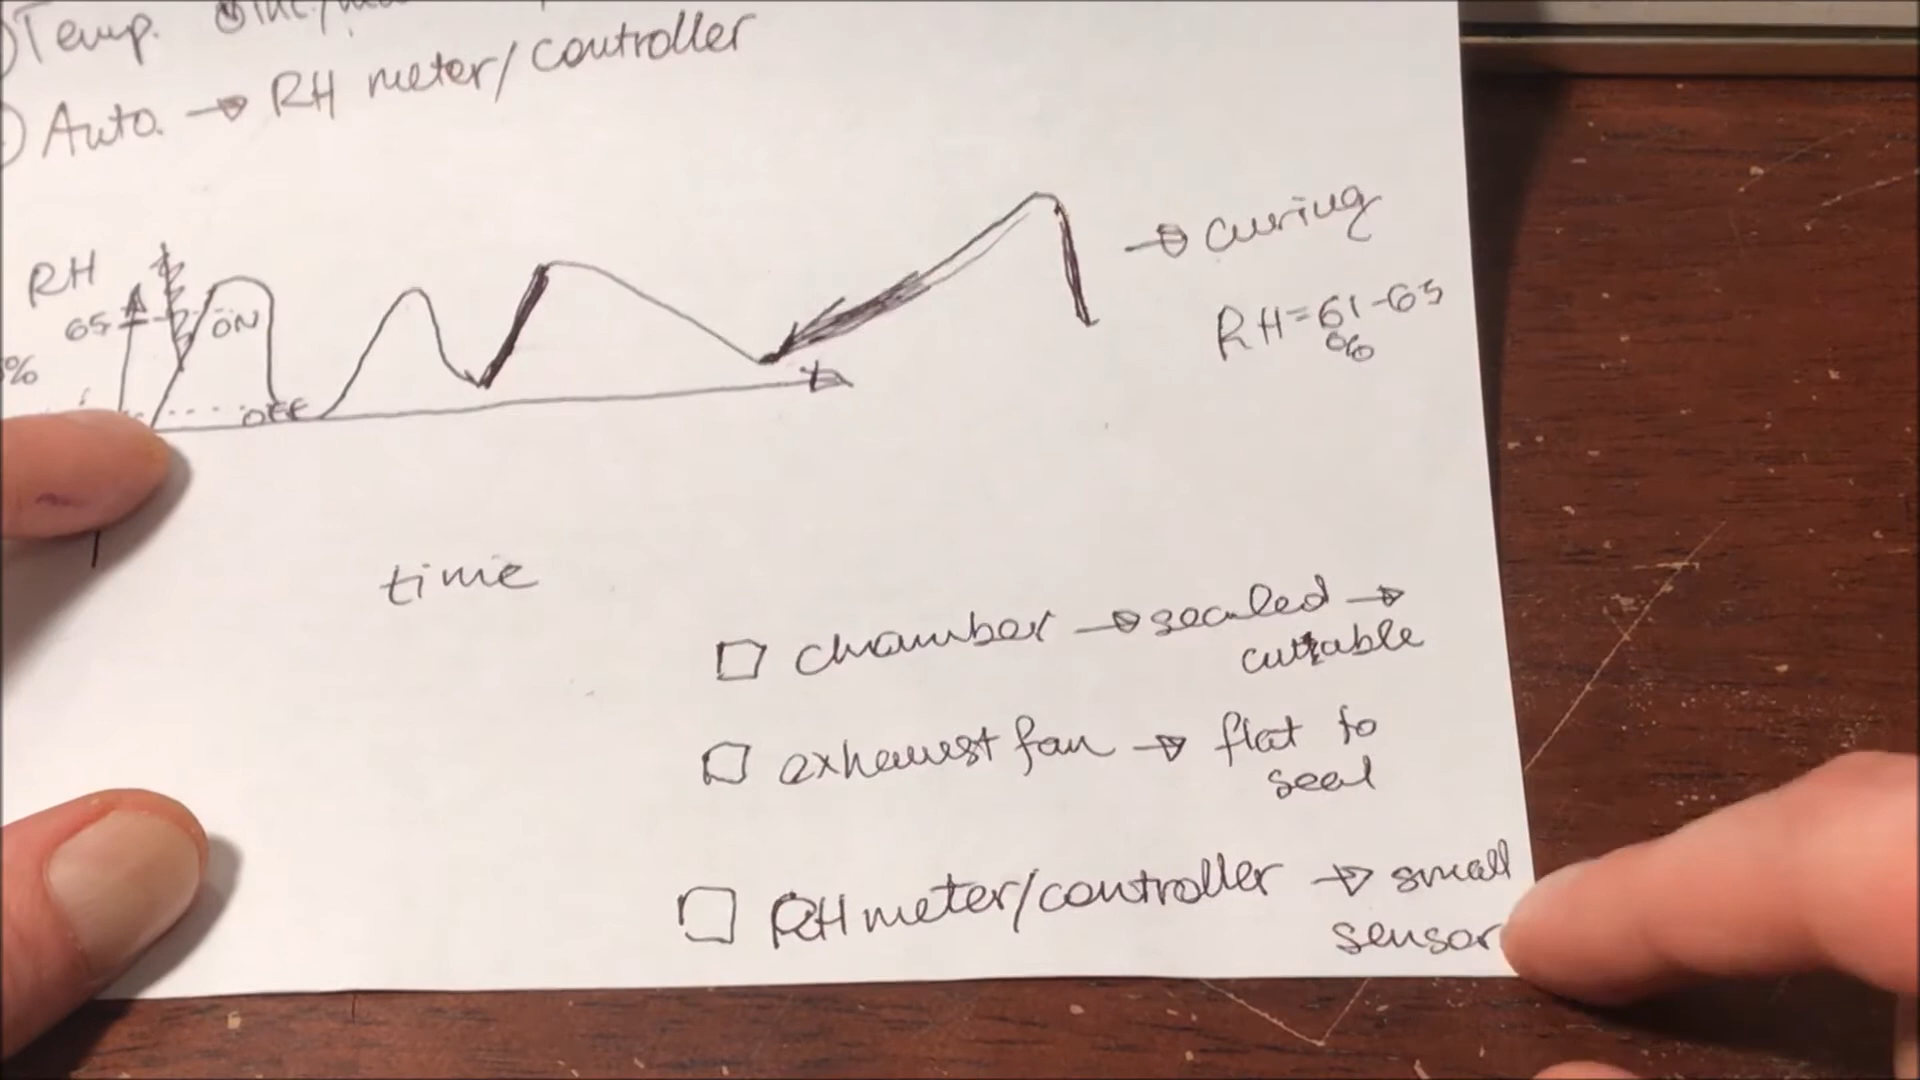 Temp.
Auto. → RH meter/controller
RH
65
%
ON
OFF
→ curing
RH=61-65
%
time
chamber → sealed →
cuttable
exhaust fan → flat to
seal
RH meter/controller → small
sensor